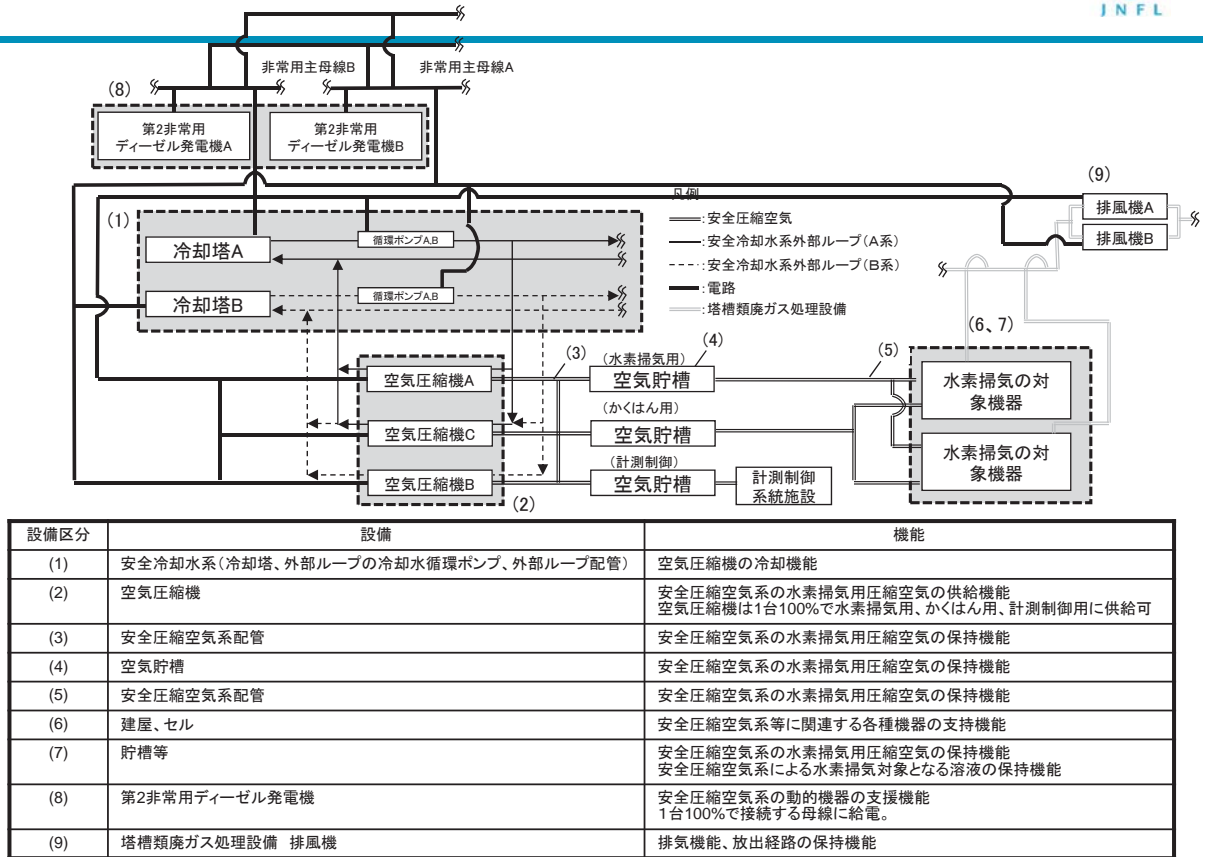 JNFL
非常用主母線B
非常用主母線A
(8)
第2非常用
ディーゼル発電機A
第2非常用
ディーゼル発電機B
(9)
排風機A
排風機B
(1)
冷却塔A
循環ポンプA,B
冷却塔B
循環ポンプA,B
凡例
:安全圧縮空気
:安全冷却水系外部ループ(A系)
:安全冷却水系外部ループ(B系)
:電路
:塔槽類廃ガス処理設備
(6、7)
(3)
(水素掃気用)
(4)
(5)
空気圧縮機A
空気貯槽
水素掃気の対
象機器
(かくはん用)
空気圧縮機C
空気貯槽
水素掃気の対
象機器
(計測制御)
空気圧縮機B
空気貯槽
計測制御
系統施設
(2)
設備区分 設備 機能
(1) 安全冷却水系(冷却塔、外部ループの冷却水循環ポンプ、外部ループ配管) 空気圧縮機の冷却機能
(2) 空気圧縮機 安全圧縮空気系の水素掃気用圧縮空気の供給機能
空気圧縮機は1台100%で水素掃気用、かくはん用、計測制御用に供給可
(3) 安全圧縮空気系配管 安全圧縮空気系の水素掃気用圧縮空気の保持機能
(4) 空気貯槽 安全圧縮空気系の水素掃気用圧縮空気の保持機能
(5) 安全圧縮空気系配管 安全圧縮空気系の水素掃気用圧縮空気の保持機能
(6) 建屋、セル 安全圧縮空気系等に関連する各種機器の支持機能
(7) 貯槽等 安全圧縮空気系の水素掃気用圧縮空気の保持機能
安全圧縮空気系による水素掃気対象となる溶液の保持機能
(8) 第2非常用ディーゼル発電機 安全圧縮空気系の動的機器の支援機能
1台100%で接続する母線に給電。
(9) 塔槽類廃ガス処理設備 排風機 排気機能、放出経路の保持機能